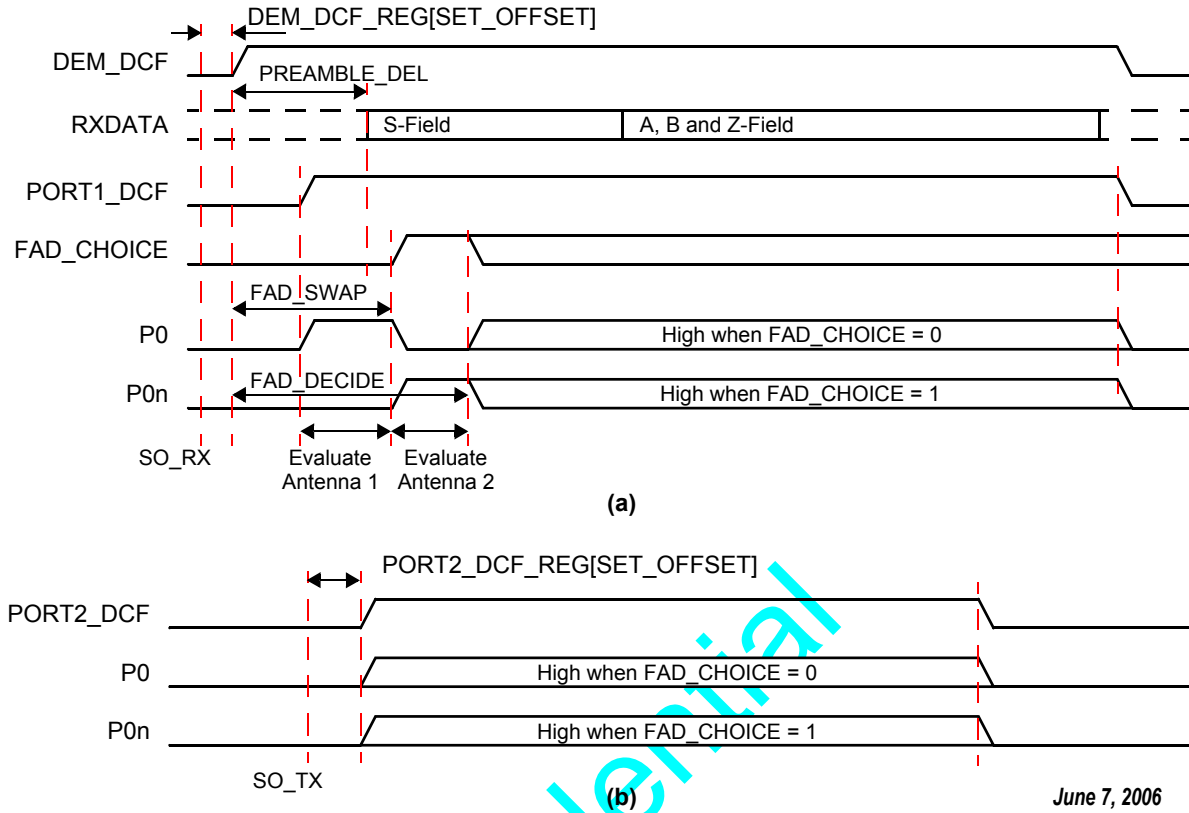 DEM_DCF_REG[SET_OFFSET]
DEM_DCF
PREAMBLE_DEL
RXDATA
S-Field
A, B and Z-Field
PORT1_DCF
FAD_CHOICE
FAD_SWAP
P0
High when FAD_CHOICE = 0
FAD_DECIDE
P0n
High when FAD_CHOICE = 1
SO_RX
Evaluate
Antenna 1
Evaluate
Antenna 2
(a)
PORT2_DCF_REG[SET_OFFSET]
PORT2_DCF
P0
High when FAD_CHOICE = 0
P0n
High when FAD_CHOICE = 1
SO_TX
(b)
June 7, 2006